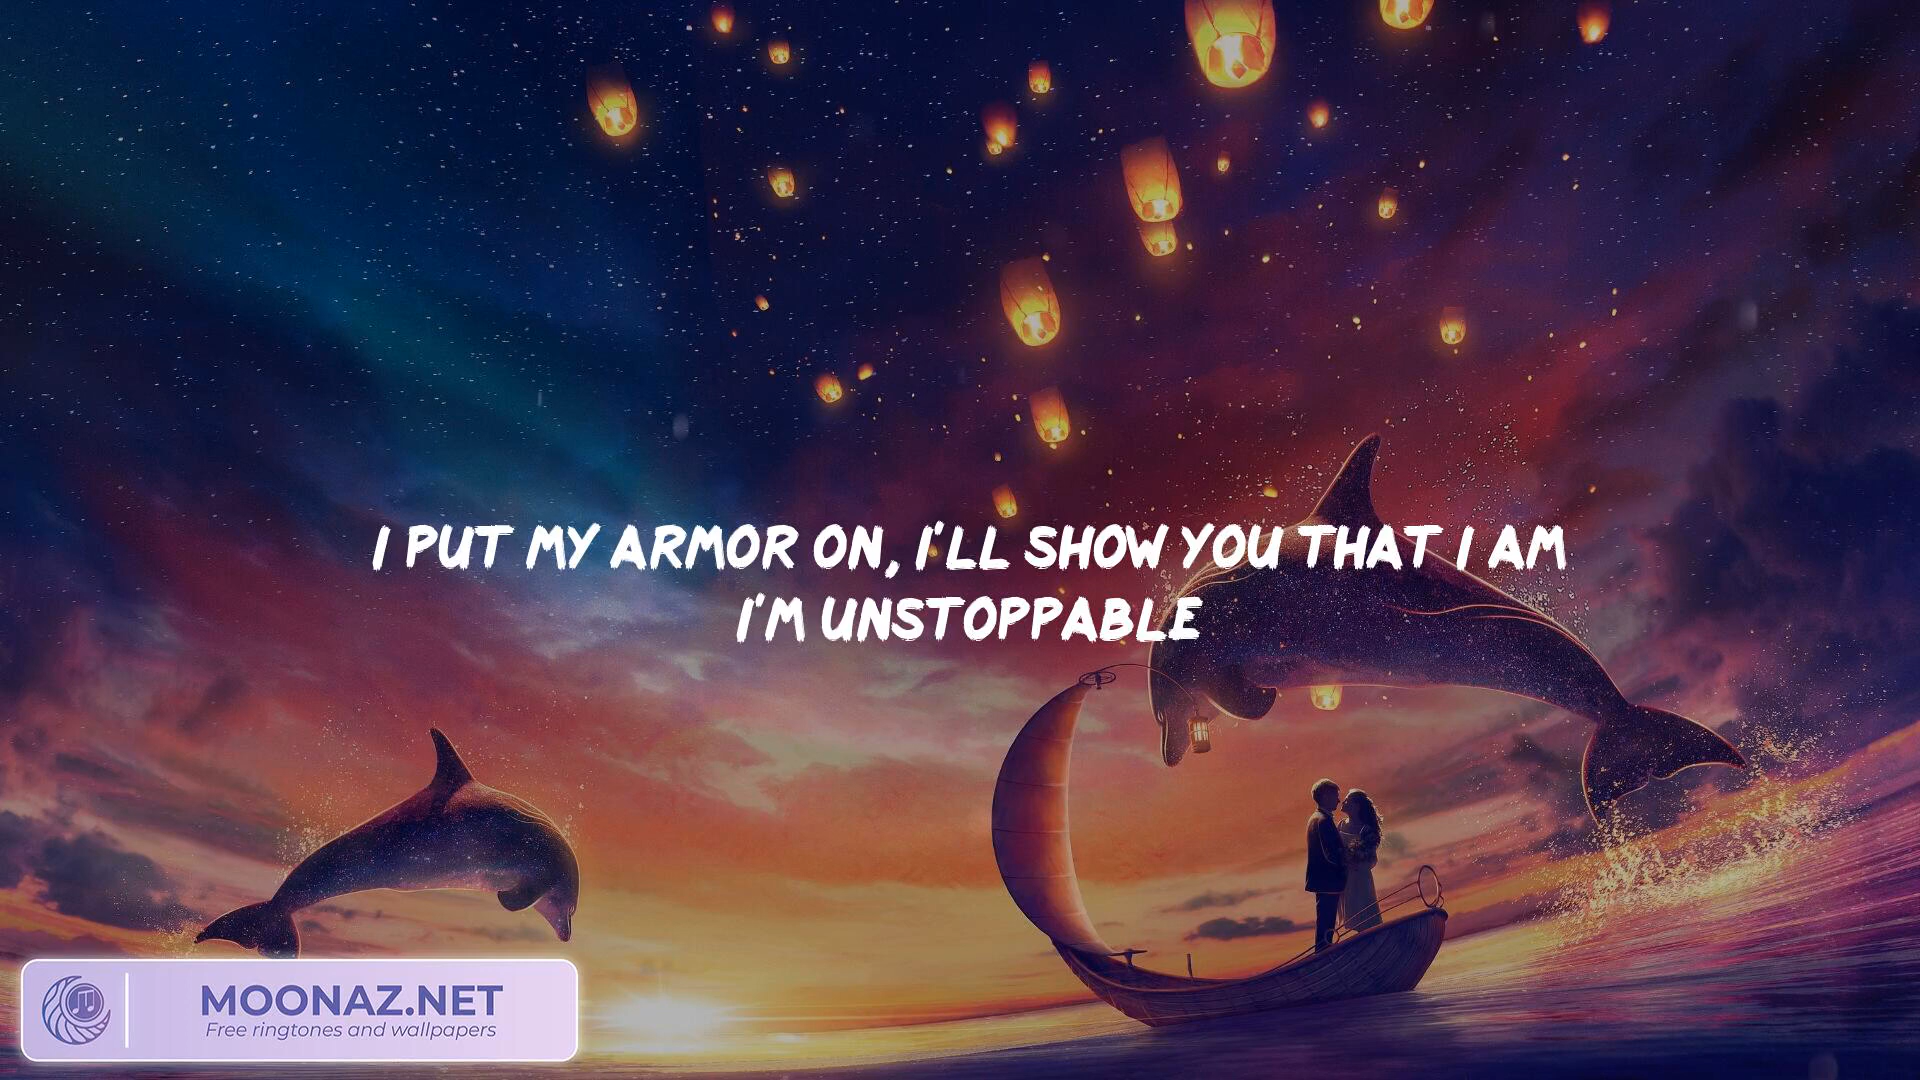 I PUT MY ARMOR ON, I'LL SHOW YOU THAT I AM
I'M UNSTOPPABLE
MOONAZ.NET
Free ringtones and wallpapers